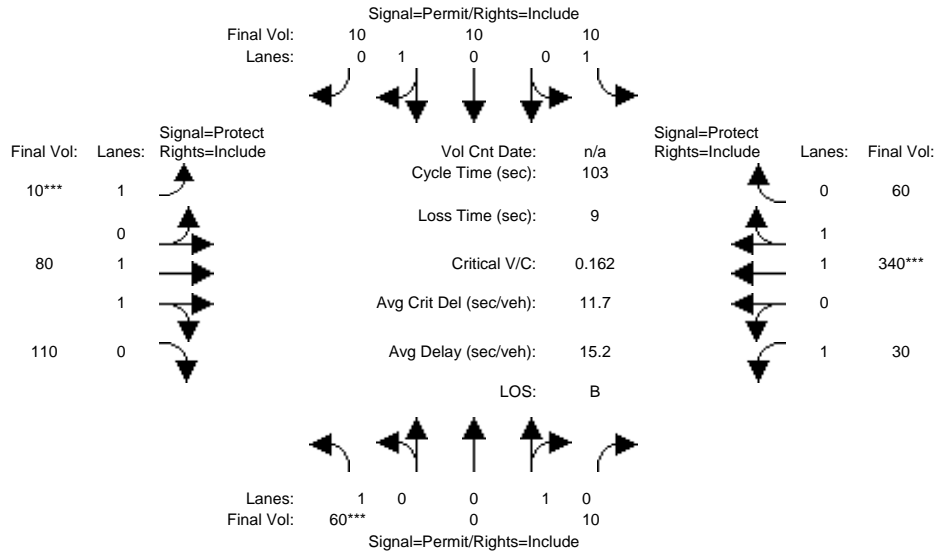 Signal=Permit/Rights=Include
Final Vol: 10 10 10
Lanes: 0 1 0 0 1
Signal=Protect Signal=Protect
Final Vol: Lanes: Rights=Include Vol Cnt Date: n/a Rights=Include Lanes: Final Vol:
Cycle Time (sec): 103
10*** 1 0 60
Loss Time (sec): 9
0 1
80 1 Critical V/C: 0.162 1 340***
1 Avg Crit Del (sec/veh): 11.7 0
110 0 Avg Delay (sec/veh): 15.2 1 30
LOS: B
Lanes: 1 0 0 1 0
Final Vol: 60*** 0 10
Signal=Permit/Rights=Include